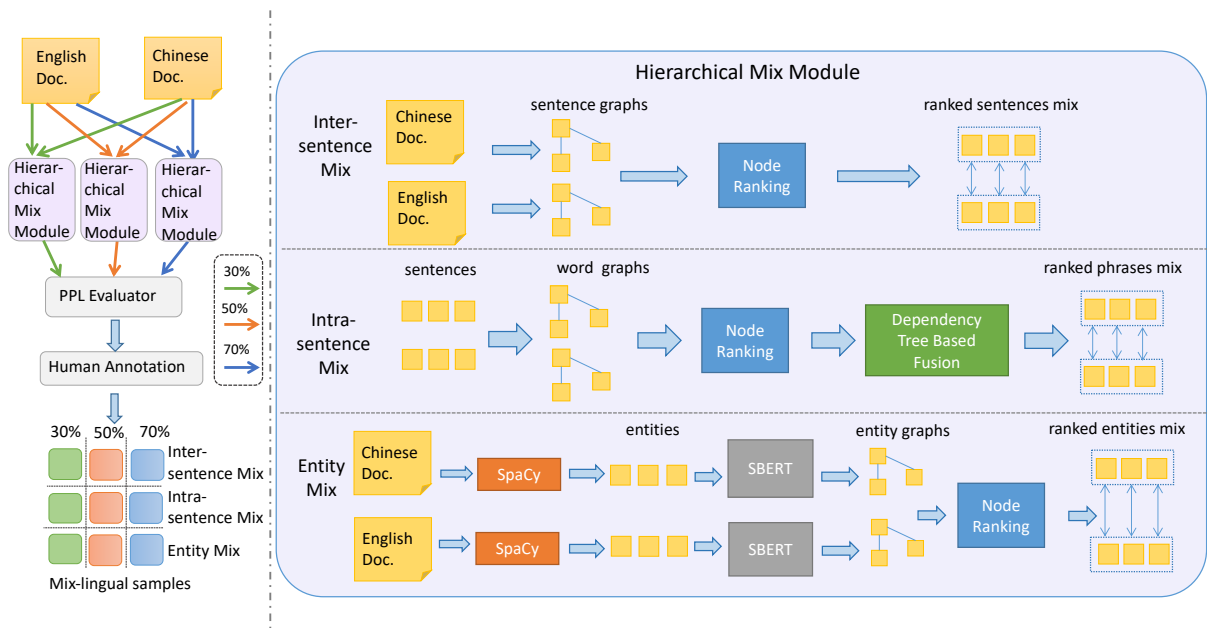 English
Doc.
Chinese
Doc.
Hierar-
chical
Mix
Module
Hierar-
chical
Mix
Module
Hierar-
chical
Mix
Module
PPL Evaluator
Human Annotation
30%
50%
70%
30% 50% 70%
Inter-
sentence Mix
Intra-
sentence Mix
Entity Mix
Mix-lingual samples
Hierarchical Mix Module
Inter-
sentence
Mix
Chinese
Doc.
English
Doc.
sentence graphs
Node
Ranking
ranked sentences mix
Intra-
sentence
Mix
sentences
word graphs
Node
Ranking
Dependency
Tree Based
Fusion
ranked phrases mix
Entity
Mix
Chinese
Doc.
SpaCy
entities
SBERT
entity graphs
English
Doc.
SpaCy
SBERT
Node
Ranking
ranked entities mix